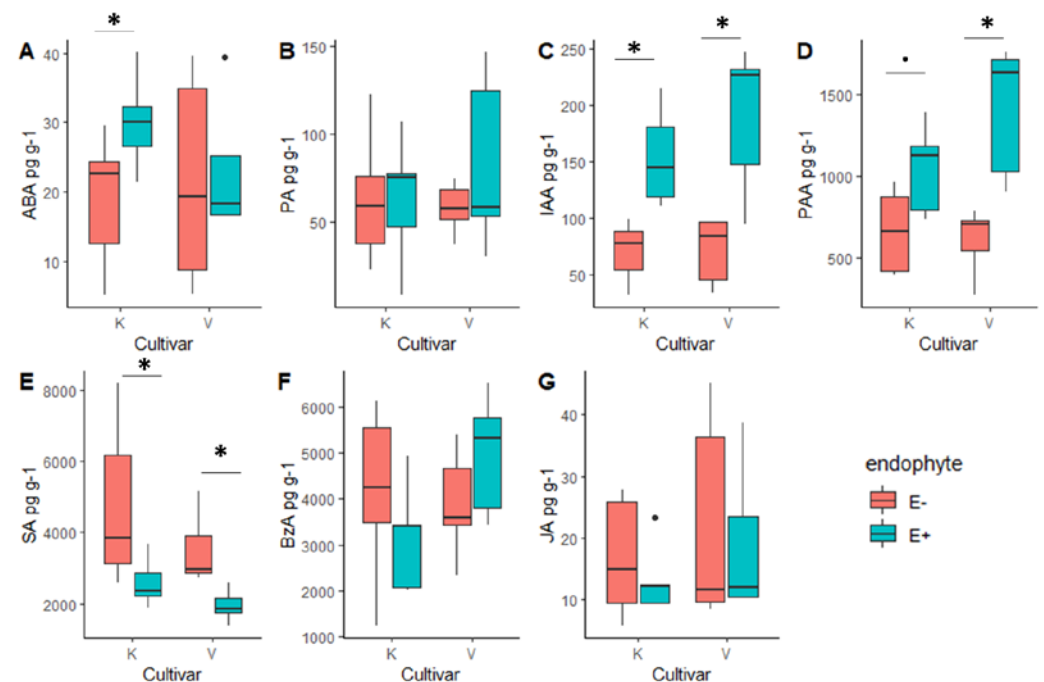 A
ABA pg g-1
40
30
20
10
*
K
V
Cultivar
B
PA pg g-1
150
100
50
K
V
Cultivar
C
IAA pg g-1
250
200
150
100
50
*
*
K
V
Cultivar
D
PAA pg g-1
1500
1000
500
*
K
V
Cultivar
E
SA pg g-1
8000
6000
4000
2000
*
*
K
V
Cultivar
F
BzA pg g-1
6000
5000
4000
3000
2000
1000
K
V
Cultivar
G
JA pg g-1
40
30
20
10
K
V
Cultivar
endophyte
E-
E+